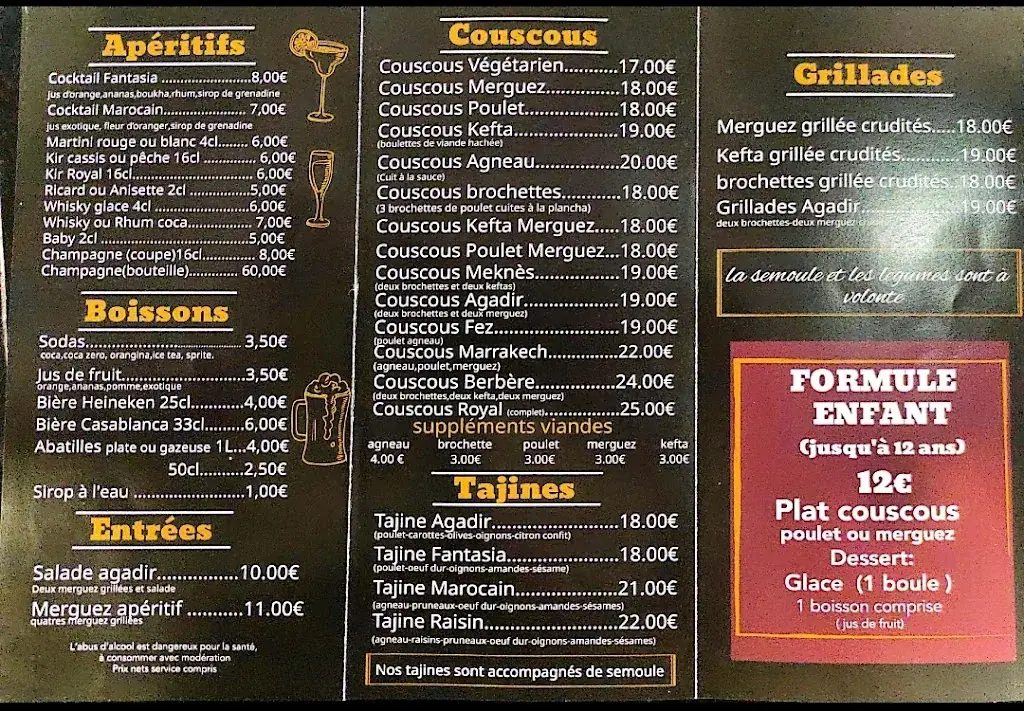 Apéritifs
Cocktail Fantasia ........................8,00€
jus d'orange,ananas,boukha,rhum,sirop de grenadine
Cocktail Marocain....................... 7,00€
jus exotique, fleur d'oranger,sirop de grenadine
Martini rouge ou blanc 4cl....... 6,00€
Kir cassis ou pêche 16cl ............... 6,00€
Kir Royal 16cl............................... 6,00€
Ricard ou Anisette 2cl .................5,00€
Whisky glace 4cl ..........................6,00€
Whisky ou Rhum coca................. 7,00€
Baby 2cl ........................................5,00€
Champagne (coupe)16cl.............. 8,00€
Champagne(bouteille)............. 60,00€
Boissons
Sodas......................................... 3,50€
coca,coca zero, orangina,ice tea, sprite.
Jus de fruit...............................3,50€
orange,ananas,pomme,exotique
Bière Heineken 25cl............4,00€
Bière Casablanca 33cl.........6,00€
Abatilles plate ou gazeuse 1L...4,00€
50cl..........2,50€
Sirop à l'eau ...........................1,00€
Entrées
Salade agadir.................10.00€
Deux merguez grillées et salade
Merguez apéritif ...........11.00€
quatres merguez grillées
L'abus d'alcool est dangereux pour la santé,
à consommer avec modération
Prix nets service compris
Couscous
Couscous Végétarien...........17.00€
Couscous Merguez..............18.00€
Couscous Poulet..................18.00€
Couscous Kefta....................19.00€
(boulettes de viande hachée)
Couscous Agneau.................20.00€
(Cuit à la sauce)
Couscous brochettes............18.00€
(3 brochettes de poulet cuites à la plancha)
Couscous Kefta Merguez.....18.00€
Couscous Poulet Merguez...18.00€
Couscous Meknès.................19.00€
(deux brochettes et deux keftas)
Couscous Agadir...................19.00€
(deux brochettes et deux merguez)
Couscous Fez........................19.00€
(poulet agneau)
Couscous Marrakech..............22.00€
(agneau,poulet,merguez)
Couscous Berbère.................24.00€
(deux brochettes,deux kefta,deux merguez)
Couscous Royal (complet)..................25.00€
suppléments viandes
agneau brochette poulet merguez kefta
4.00 € 3.00€ 3.00€ 3.00€ 3.00€
Tajines
Tajine Agadir..........................18.00€
(poulet-carottes-olives-oignons-citron confit)
Tajine Fantasia.......................18.00€
(poulet-oeuf dur-oignons-amandes-sésame)
Tajine Marocain.....................21.00€
(agneau-pruneaux-oeuf dur-oignons-amandes-sésames)
Tajine Raisin...........................22.00€
(agneau-raisins-pruneaux-oeuf dur-oignons-amandes-sésames)
Nos tajines sont accompagnés de semoule
Grillades
Merguez grillée crudités.....18.00€
Kefta grillée crudités............19.00€
brochettes grillée crudités..18.00€
Grillades Agadir....................19.00€
deux brochettes-deux merguez
la semoule et les legumes sont a
volonte
FORMULE
ENFANT
(jusqu'à 12 ans)
12€
Plat couscous
poulet ou merguez
Dessert:
Glace (1 boule )
1 boisson comprise
( jus de fruit)